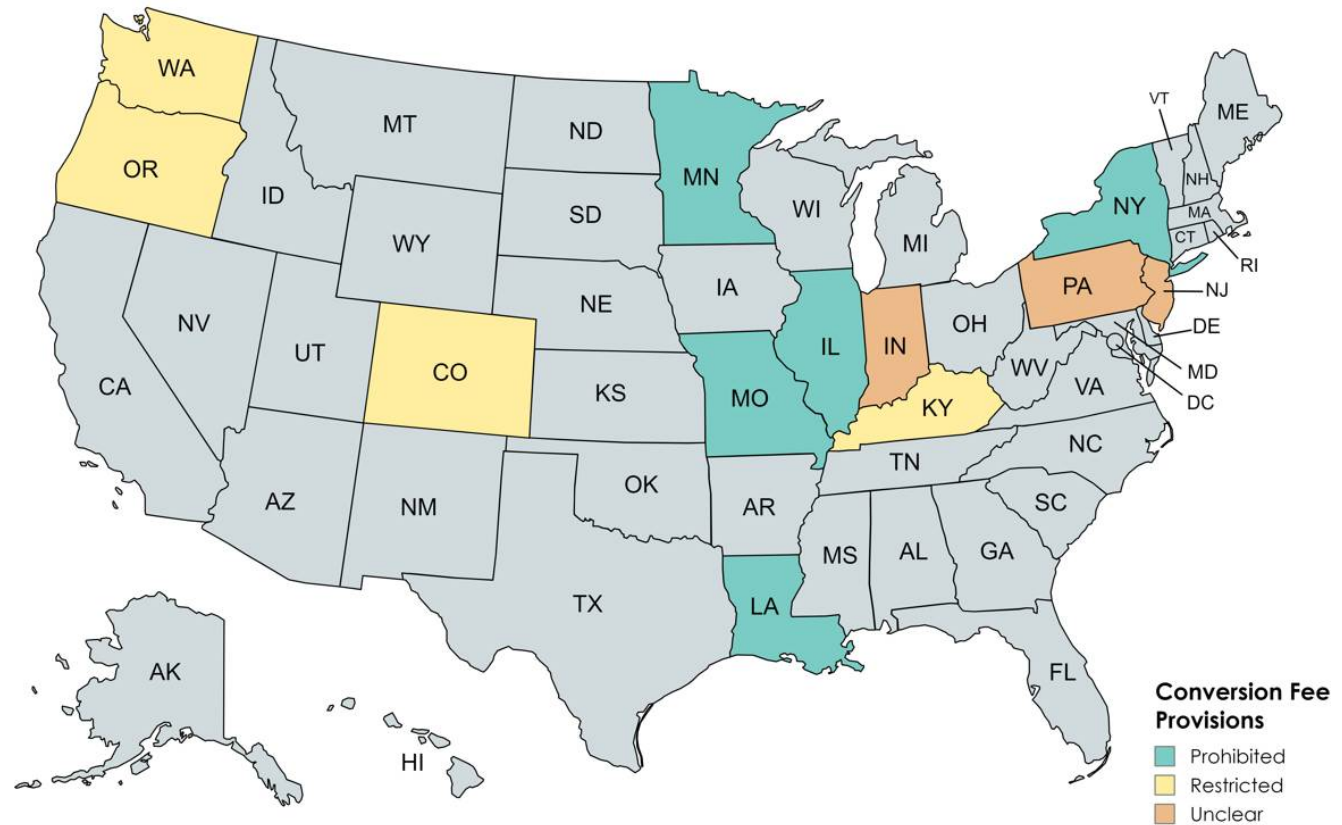 WA
MT
ND
MN
VT
ME
OR
ID
SD
WI
MI
NY
NH
MA
CT
RI
WY
IA
NE
PA
NJ
NV
UT
CO
KS
MO
IL
IN
OH
DE
WV
MD
VA
DC
KY
CA
AZ
NM
OK
AR
TN
NC
SC
MS
AL
GA
TX
LA
FL
AK
HI
Conversion Fee
Provisions
Prohibited
Restricted
Unclear